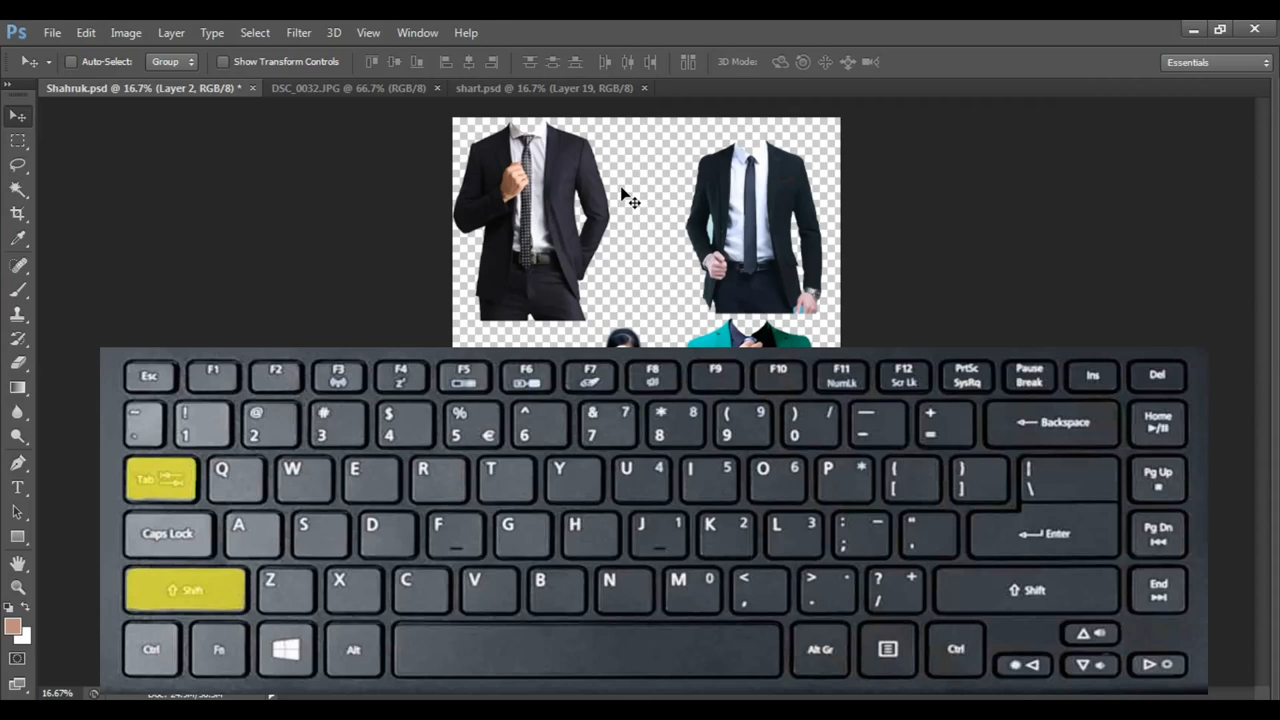 Ps File Edit Image Layer Type Select Filter 3D View Window Help
Auto-Select: Group Show Transform Controls 3D Mode: Essentials
Shahruk.psd @ 16.7% (Layer 2, RGB/8) * × DSC_0032.JPG @ 66.7% (RGB/8) × shart.psd @ 16.7% (Layer 19, RGB/8) ×
Esc F1 F2 F3 F4 z' F5 F6 F7 F8 F9 F10 F11 NumLk F12 Scr Lk PrtSc SysRq Pause Break Ins Del
~ ! 1 @ 2 # 3 $ 4 % 5 € ^ 6 & 7 7 * 8 8 ( 9 9 ) / 0 — – + = Backspace Home
Tab Q W E R T Y U 4 I 5 O 6 P * { [ } ] | \ Pg Up
Caps Lock A S D F G H J 1 K 2 L 3 : – ; " ' Enter Pg Dn
Shift Z X C V B N M 0 < , > . . ? + / Shift End
Ctrl Fn Alt Alt Gr Ctrl
16.67%